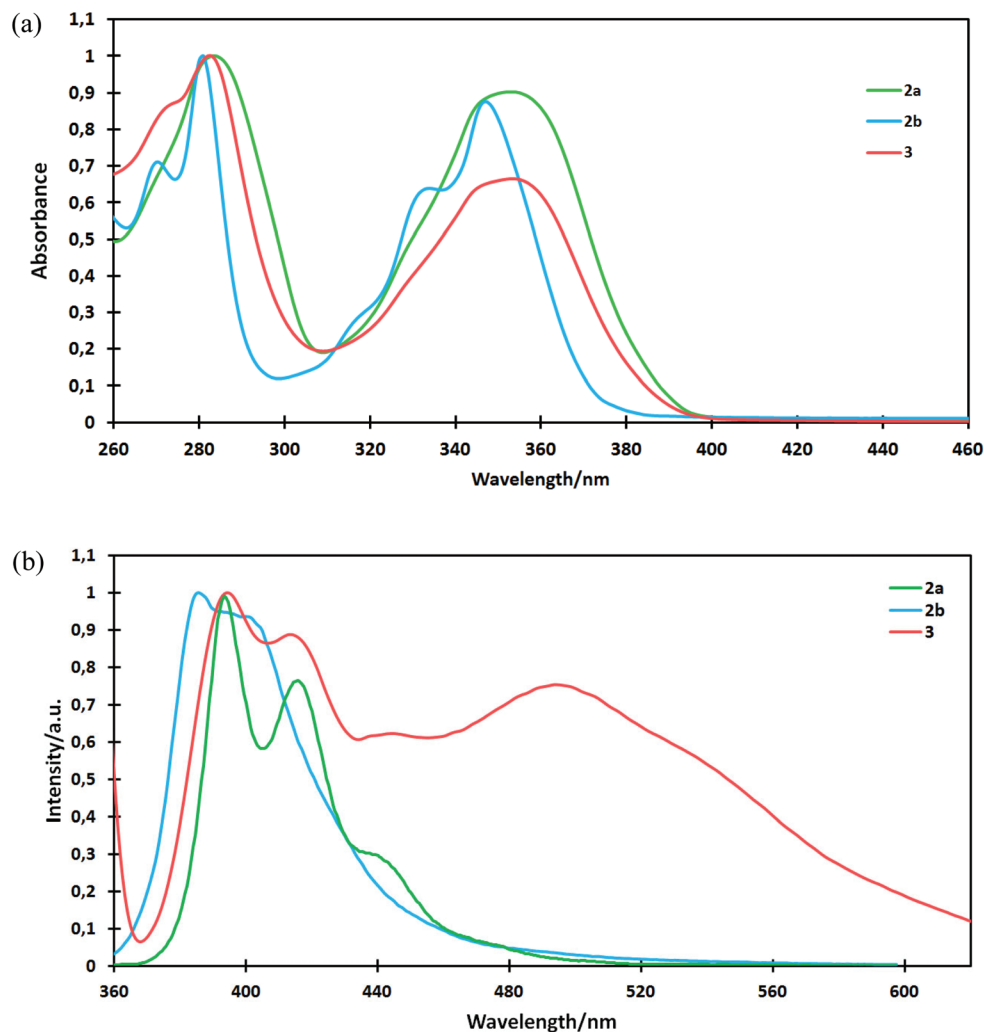 (a)
1,1
1
0,9
0,8
0,7
0,6
0,5
0,4
0,3
0,2
0,1
0
Absorbance
2a
2b
3
260 280 300 320 340 360 380 400 420 440 460
Wavelength/nm
(b)
1,1
1
0,9
0,8
0,7
0,6
0,5
0,4
0,3
0,2
0,1
0
Intensity/a.u.
2a
2b
3
360 400 440 480 520 560 600
Wavelength/nm